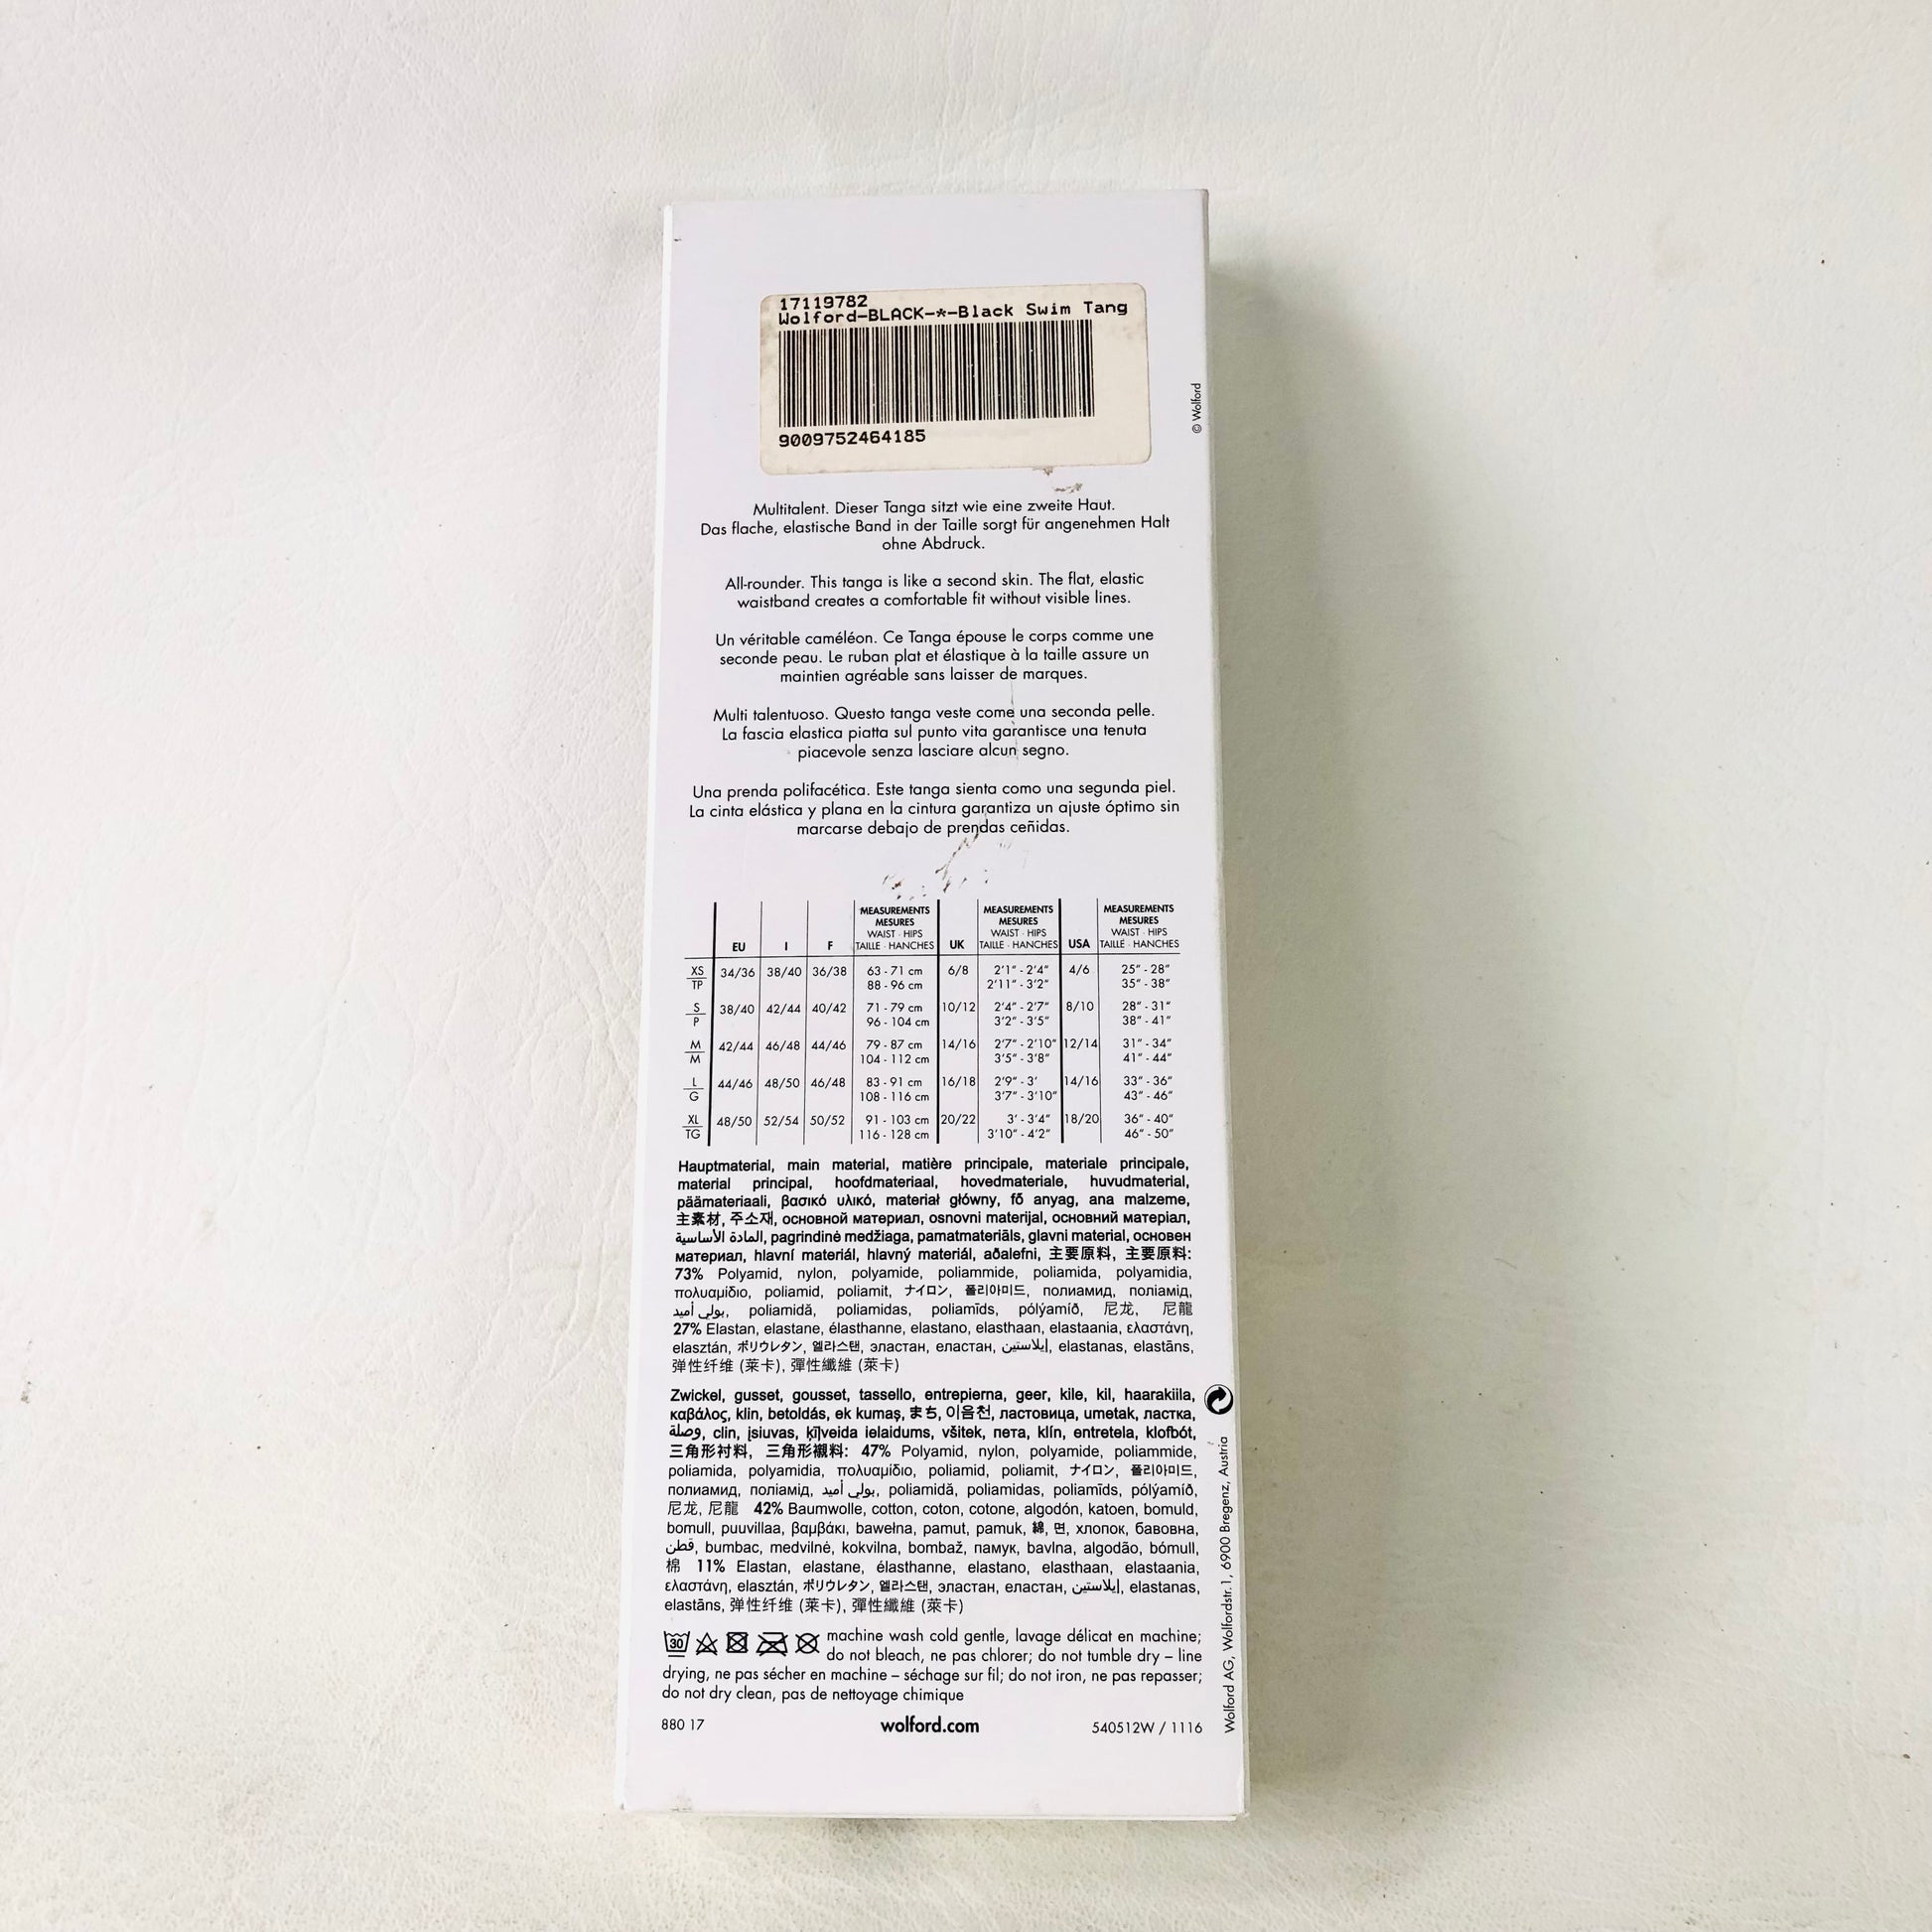 17119782
Wolford-BLACK-*-Black Swim Tang
9009752464185
© Wolford
Multitalent. Dieser Tanga sitzt wie eine zweite Haut.
Das flache, elastische Band in der Taille sorgt für angenehmen Halt
ohne Abdruck.
All-rounder. This tanga is like a second skin. The flat, elastic
waistband creates a comfortable fit without visible lines.
Un véritable caméléon. Ce Tanga épouse le corps comme une
seconde peau. Le ruban plat et élastique à la taille assure un
maintien agréable sans laisser de marques.
Multi talentuoso. Questo tanga veste come una seconda pelle.
La fascia elastica piatta sul punto vita garantisce una tenuta
piacevole senza lasciare alcun segno.
Una prenda polifacética. Este tanga sienta como una segunda piel.
La cinta elástica y plana en la cintura garantiza un ajuste óptimo sin
marcarse debajo de prendas ceñidas.
MEASUREMENTS MEASUREMENTS MEASUREMENTS
MESURES MESURES MESURES
WAIST · HIPS WAIST · HIPS WAIST · HIPS
EU I F TAILLE · HANCHES UK TAILLE · HANCHES USA TAILLE · HANCHES
XS 34/36 38/40 36/38 63 - 71 cm 6/8 2'1" - 2'4" 4/6 25" - 28"
TP 88 - 96 cm 2'11" - 3'2" 35" - 38"
S 38/40 42/44 40/42 71 - 79 cm 10/12 2'4" - 2'7" 8/10 28" - 31"
P 96 - 104 cm 3'2" - 3'5" 38" - 41"
M 42/44 46/48 44/46 79 - 87 cm 14/16 2'7" - 2'10" 12/14 31" - 34"
M 104 - 112 cm 3'5" - 3'8" 41" - 44"
L 44/46 48/50 46/48 83 - 91 cm 16/18 2'9" - 3' 14/16 33" - 36"
G 108 - 116 cm 3'7" - 3'10" 43" - 46"
XL 48/50 52/54 50/52 91 - 103 cm 20/22 3' - 3'4" 18/20 36" - 40"
TG 116 - 128 cm 3'10" - 4'2" 46" - 50"
Hauptmaterial, main material, matière principale, materiale principale,
material principal, hoofdmateriaal, hovedmateriale, huvudmaterial,
päämateriaali, βασικό υλικό, materiał główny, fő anyag, ana malzeme,
主素材, 주소재, основной материал, osnovni materijal, основний матеріал,
المادة الأساسية, pagrindinė medžiaga, pamatmateriāls, glavni material, основен
материал, hlavní materiál, hlavný materiál, aðalefni, 主要原料, 主要原料:
73% Polyamid, nylon, polyamide, poliammide, poliamida, polyamidia,
πολυαμίδιο, poliamid, poliamit, ナイロン, 폴리아미드, полиамид, поліамід,
بولي أميد, poliamidă, poliamidas, poliamīds, pólýamíð, 尼龙, 尼龍
27% Elastan, elastane, élasthanne, elastano, elasthaan, elastaania, ελαστάνη,
elasztán, ポリウレタン, 엘라스탠, эластан, еластан, إيلاستين, elastanas, elastāns,
弹性纤维 (莱卡), 彈性纖維 (萊卡)
Zwickel, gusset, gousset, tassello, entrepierna, geer, kile, kil, haarakiila,
καβάλος, klin, betoldás, ek kumaş, まち, 이음천, ластовица, umetak, ластка,
وصلة, clin, įsiuvas, ķīļveida ielaidums, všitek, пета, klín, entretela, klofbót,
三角形衬料, 三角形襯料: 47% Polyamid, nylon, polyamide, poliammide,
poliamida, polyamidia, πολυαμίδιο, poliamid, poliamit, ナイロン, 폴리아미드,
полиамид, поліамід, بولي أميد, poliamidă, poliamidas, poliamīds, pólýamíð,
尼龙, 尼龍 42% Baumwolle, cotton, coton, cotone, algodón, katoen, bomuld,
bomull, puuvillaa, βαμβάκι, bawełna, pamut, pamuk, 綿, 면, хлопок, бавовна,
قطن, bumbac, medvilnė, kokvilna, bombaž, памук, bavlna, algodão, bómull,
棉 11% Elastan, elastane, élasthanne, elastano, elasthaan, elastaania,
ελαστάνη, elasztán, ポリウレタン, 엘라스탠, эластан, еластан, إيلاستين, elastanas,
elastāns, 弹性纤维 (莱卡), 彈性纖維 (萊卡)
30 machine wash cold gentle, lavage délicat en machine;
do not bleach, ne pas chlorer; do not tumble dry – line
drying, ne pas sécher en machine – séchage sur fil; do not iron, ne pas repasser;
do not dry clean, pas de nettoyage chimique
880 17 wolford.com 540512W / 1116
Wolford AG, Wolfordstr.1, 6900 Bregenz, Austria